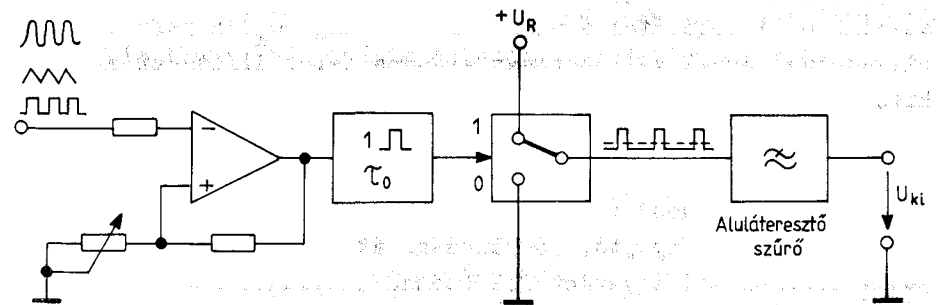 +U_R
−
+
1
τ₀
1
0
≈
Aluláteresztő
szűrő
U_ki